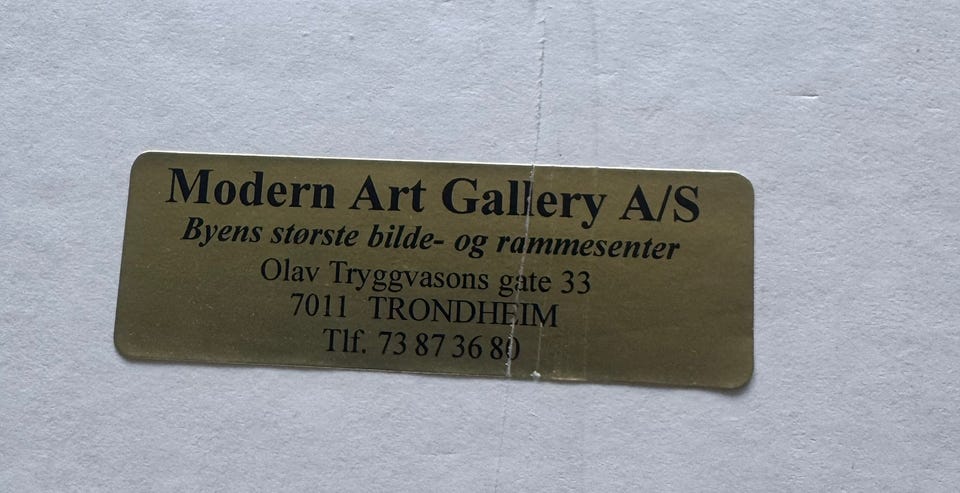 Modern Art Gallery A/S
Byens største bilde- og rammesenter
Olav Tryggvasons gate 33
7011 TRONDHEIM
Tlf. 73 87 36 80